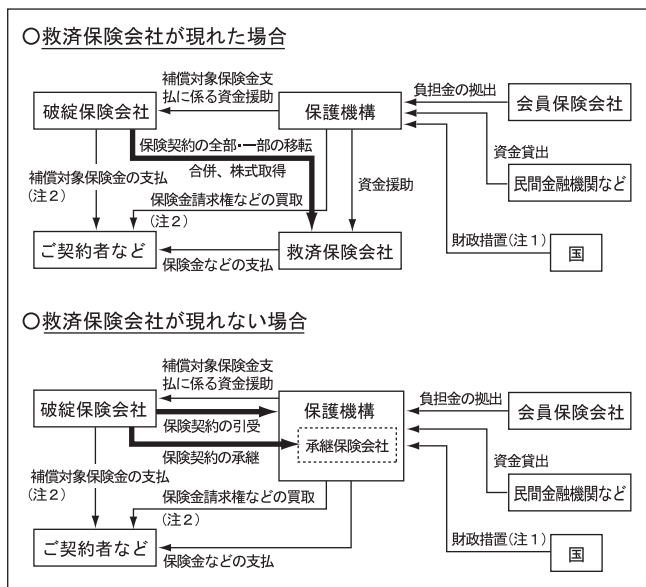 ○救済保険会社が現れた場合
補償対象保険金支
払に係る資金援助
負担金の拠出
破綻保険会社
保護機構
会員保険会社
保険契約の全部・一部の移転
合併、株式取得
資金貸出
補償対象保険金の支払
(注2)
保険金請求権などの買取
(注2)
資金援助
民間金融機関など
財政措置(注1)
ご契約者など
保険金などの支払
救済保険会社
国
○救済保険会社が現れない場合
補償対象保険金支
払に係る資金援助
負担金の拠出
破綻保険会社
保護機構
会員保険会社
保険契約の引受
承継保険会社
保険契約の承継
資金貸出
補償対象保険金の支払
(注2)
保険金請求権などの買取
(注2)
民間金融機関など
財政措置(注1)
ご契約者など
保険金などの支払
国